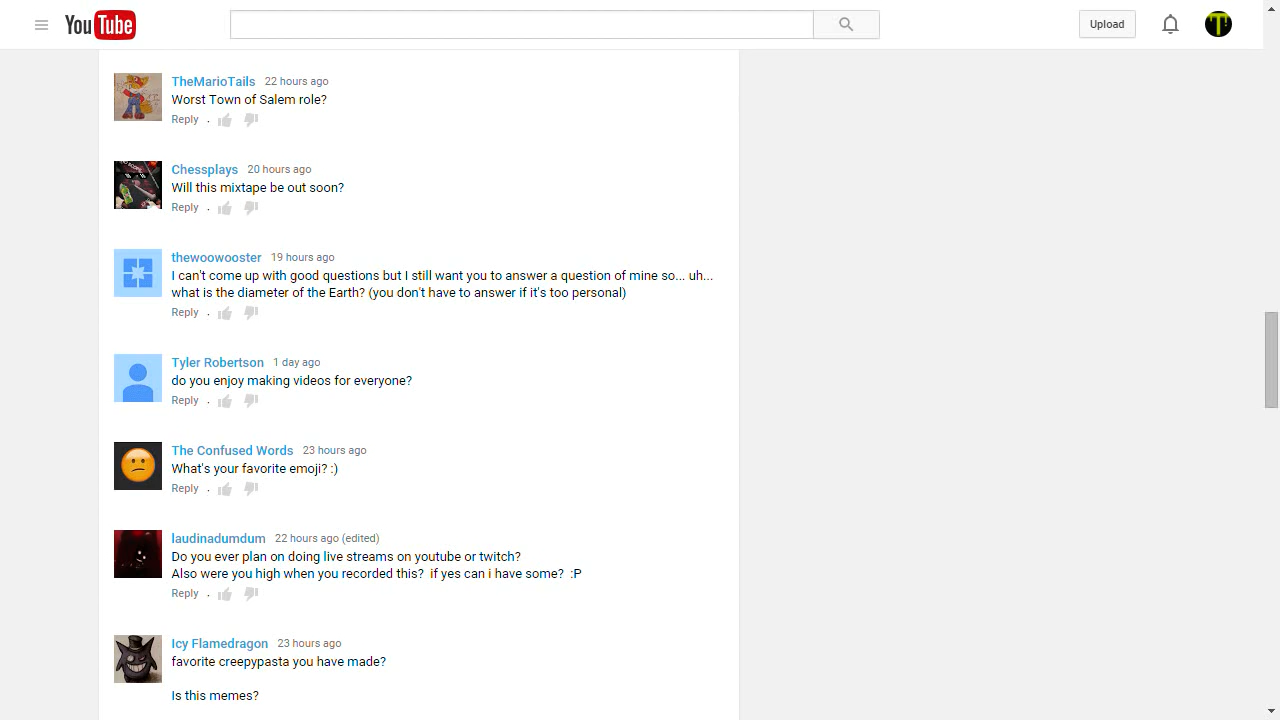 YouTube
Upload
T
TheMarioTails 22 hours ago
Worst Town of Salem role?
Reply .
Chessplays 20 hours ago
Will this mixtape be out soon?
Reply .
thewoowooster 19 hours ago
I can't come up with good questions but I still want you to answer a question of mine so... uh...
what is the diameter of the Earth? (you don't have to answer if it's too personal)
Reply .
Tyler Robertson 1 day ago
do you enjoy making videos for everyone?
Reply .
The Confused Words 23 hours ago
What's your favorite emoji? :)
Reply .
laudinadumdum 22 hours ago (edited)
Do you ever plan on doing live streams on youtube or twitch?
Also were you high when you recorded this?  if yes can i have some?  :P
Reply .
Icy Flamedragon 23 hours ago
favorite creepypasta you have made?
Is this memes?